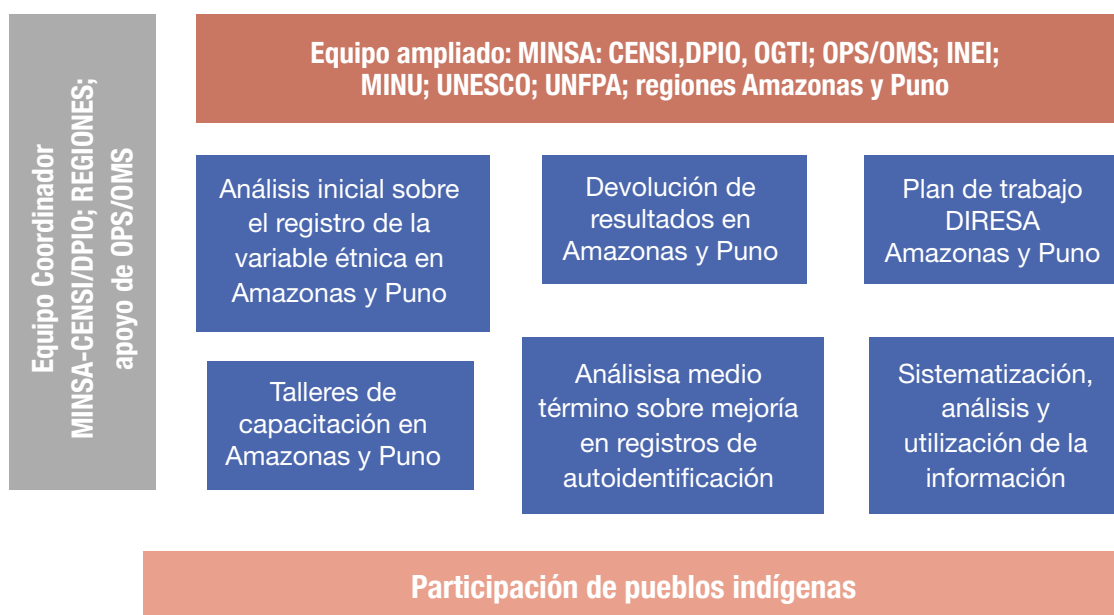 Equipo Coordinador
MINSA-CENSI/DPIO; REGIONES;
apoyo de OPS/OMS
Equipo ampliado: MINSA: CENSI,DPIO, OGTI; OPS/OMS; INEI;
MINU; UNESCO; UNFPA; regiones Amazonas y Puno
Análisis inicial sobre
el registro de la
variable étnica en
Amazonas y Puno
Devolución de
resultados en
Amazonas y Puno
Plan de trabajo
DIRESA
Amazonas y Puno
Talleres de
capacitación en
Amazonas y Puno
Análisisa medio
término sobre mejoría
en registros de
autoidentificación
Sistematización,
análisis y
utilización de la
información
Participación de pueblos indígenas